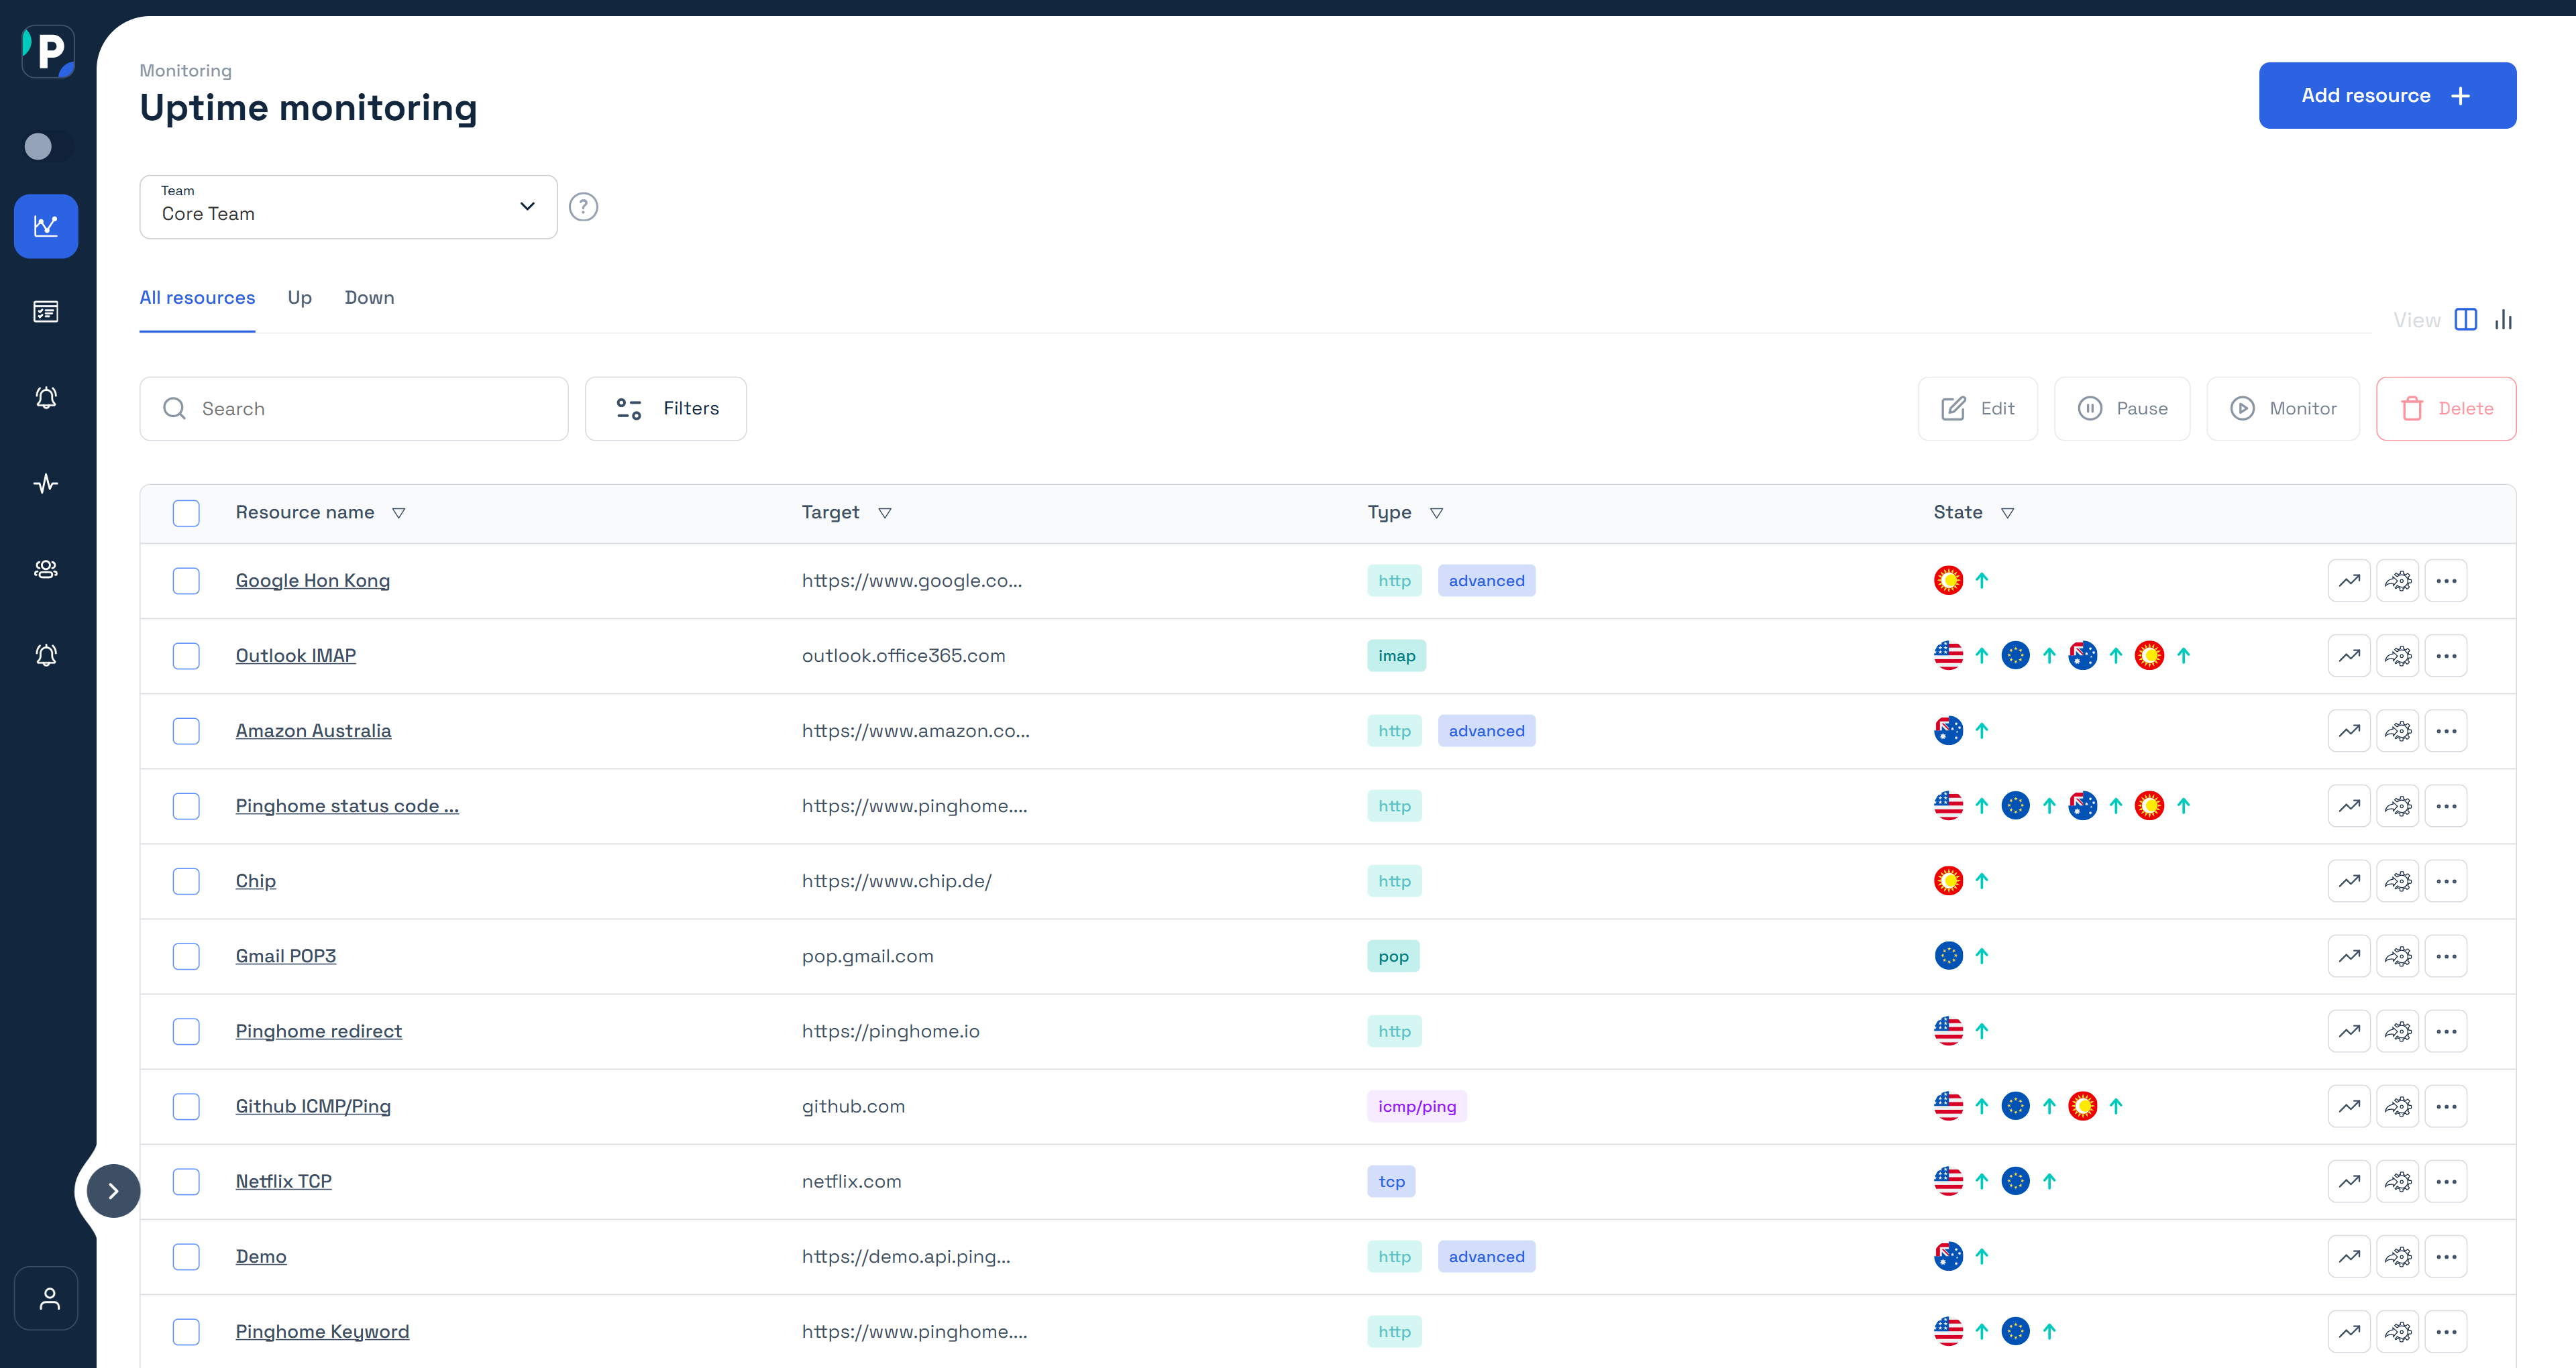 P
Monitoring
Uptime monitoring
Add resource
Team
Core Team
?
All resources Up Down
View
Search Filters Edit Pause Monitor Delete
Resource name Target Type State
Google Hon Kong https://www.google.co... http advanced
Outlook IMAP outlook.office365.com imap
Amazon Australia https://www.amazon.co... http advanced
Pinghome status code ... https://www.pinghome.... http
Chip https://www.chip.de/ http
Gmail POP3 pop.gmail.com pop
Pinghome redirect https://pinghome.io http
Github ICMP/Ping github.com icmp/ping
Netflix TCP netflix.com tcp
Demo https://demo.api.ping... http advanced
Pinghome Keyword https://www.pinghome.... http